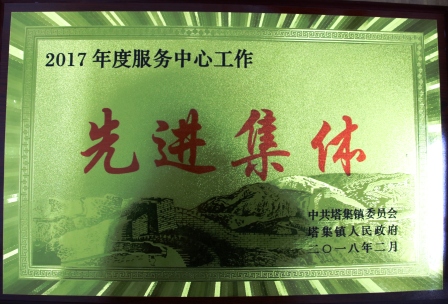 2017年度服务中心工作
先进集体
中共塔集镇委员会
塔集镇人民政府
二〇一八年二月